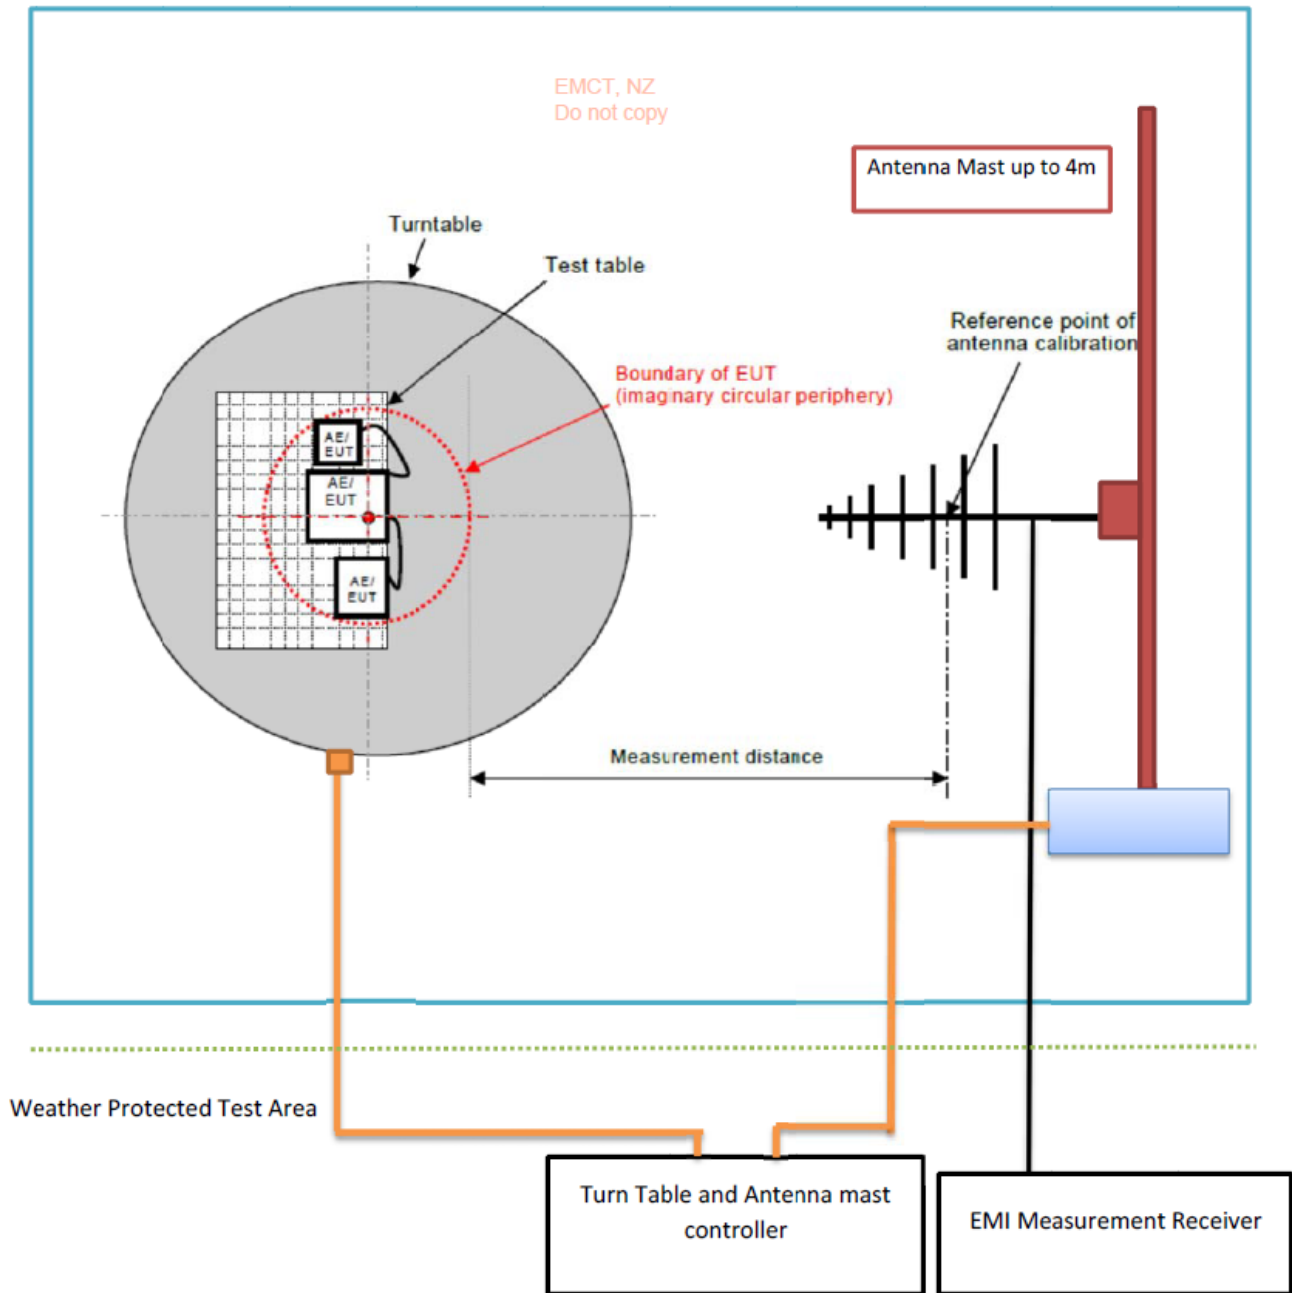 EMCT, NZ
Do not copy
Antenna Mast up to 4m
Turntable
Test table
Reference point of
antenna calibration
Boundary of EUT
(imaginary circular periphery)
AE/
EUT
AE/
EUT
AE/
EUT
Measurement distance
Weather Protected Test Area
Turn Table and Antenna mast
controller
EMI Measurement Receiver